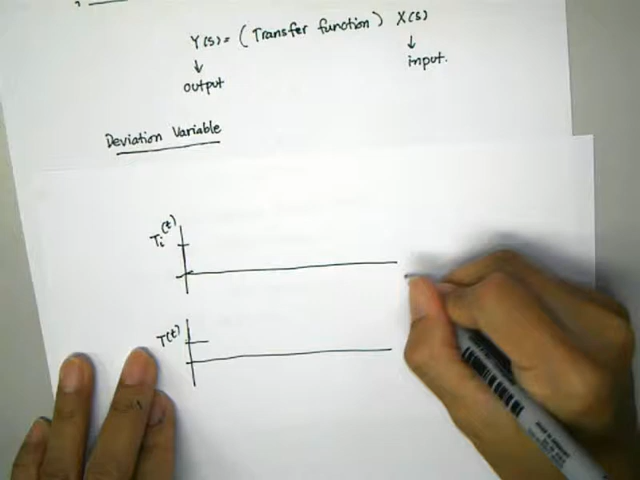 Y(s) = (Transfer function) X(s)
↓ ↓
output input.
Deviation Variable
Ti(t)
T(t)